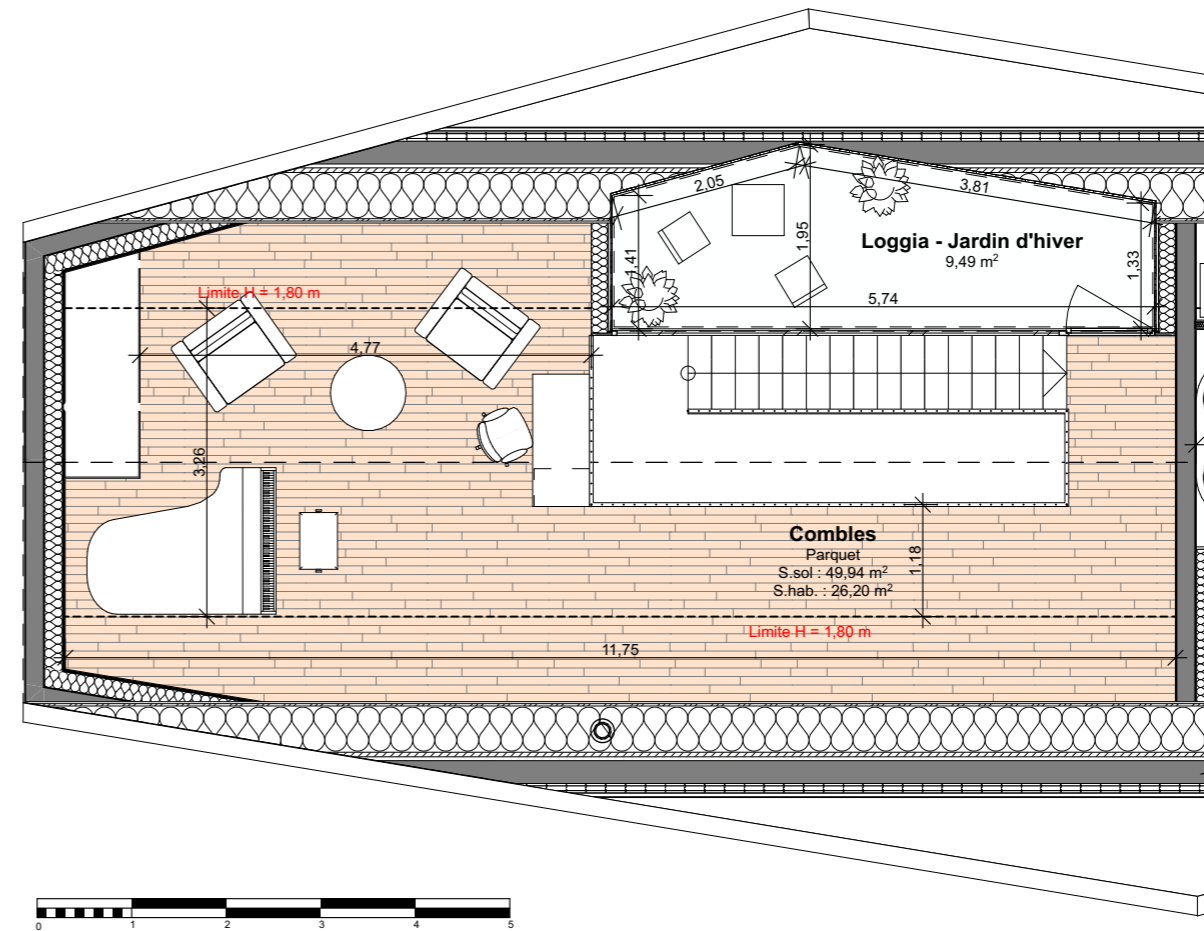 2,05
3,81
1,95
1,41
Loggia - Jardin d'hiver
9,49 m²
1,33
5,74
Limite H = 1,80 m
4,77
3,26
Combles
Parquet
S.sol : 49,94 m²
S.hab. : 26,20 m²
1,18
Limite H = 1,80 m
11,75
0 1 2 3 4 5